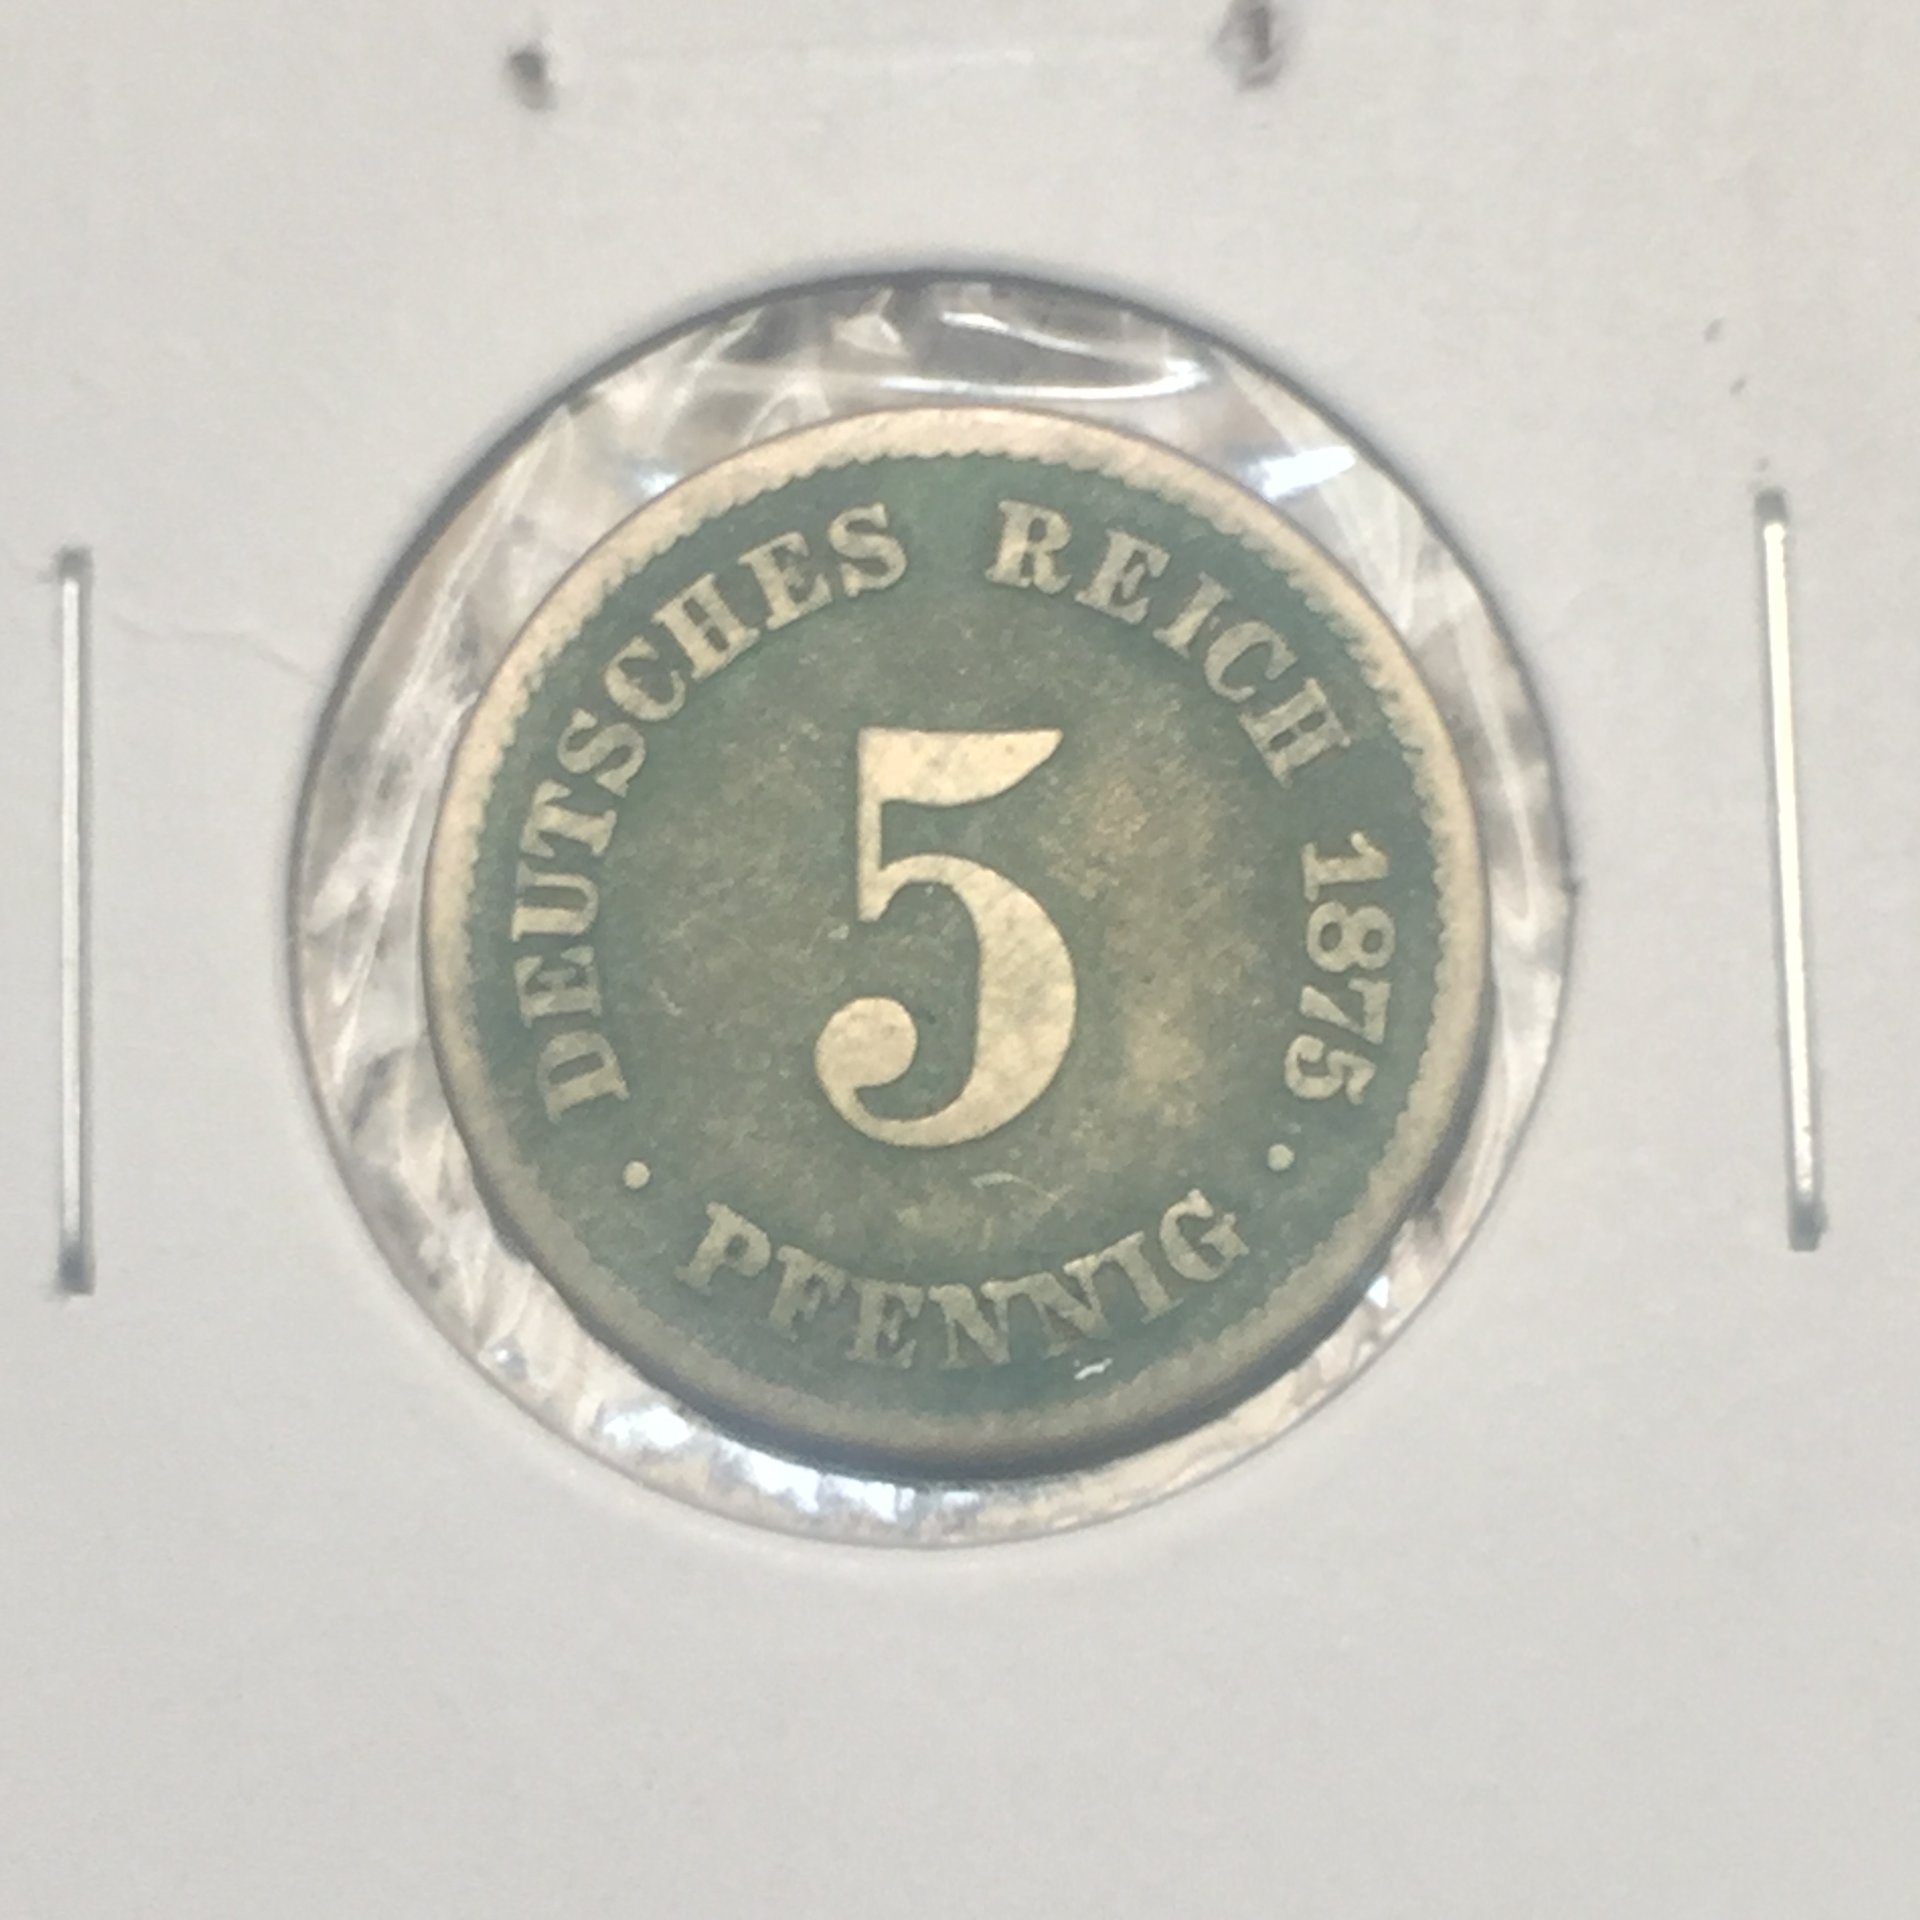 DEUTSCHES REICH 1875
5
· PFENNIG ·